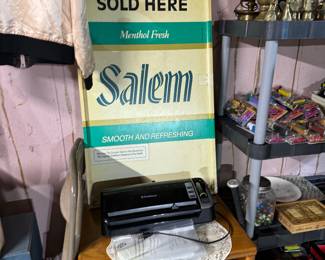 SOLD HERE
Menthol Fresh
Salem
SMOOTH AND REFRESHING